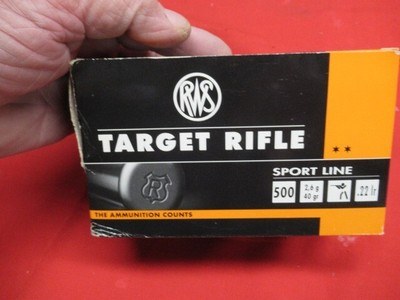 RWS
TARGET RIFLE
**
SPORT LINE
500
2,6 g
40 gr
.22 lr
R
THE AMMUNITION COUNTS